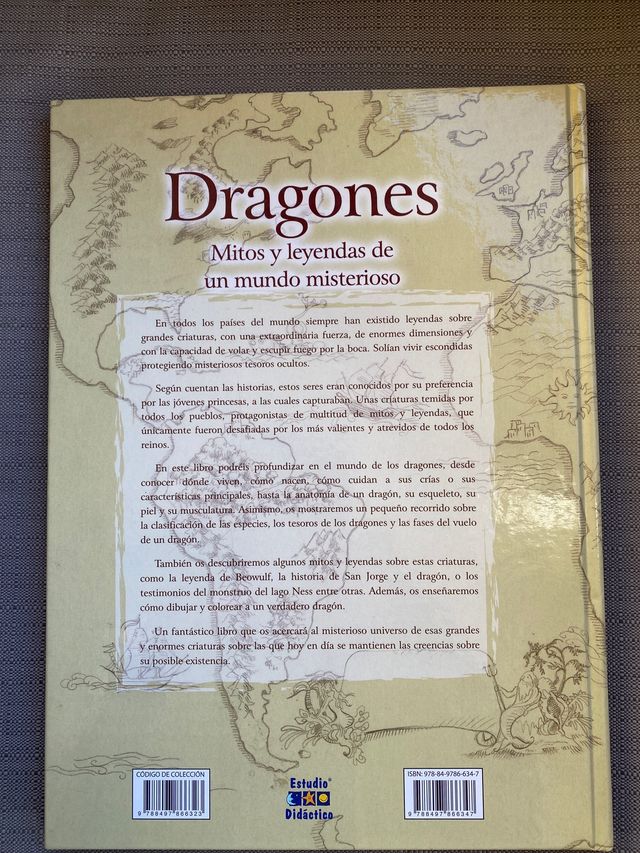 Dragones
Mitos y leyendas de
un mundo misterioso
En todos los países del mundo siempre han existido leyendas sobre
grandes criaturas, con una extraordinaria fuerza, de enormes dimensiones y
con la capacidad de volar y escupir fuego por la boca. Solían vivir escondidas
protegiendo misteriosos tesoros ocultos.
Según cuentan las historias, estos seres eran conocidos por su preferencia
por las jóvenes princesas, a las cuales capturaban. Unas criaturas temidas por
todos los pueblos, protagonistas de multitud de mitos y leyendas, que
únicamente fueron desafiadas por los más valientes y atrevidos de todos los
reinos.
En este libro podréis profundizar en el mundo de los dragones, desde
conocer dónde viven, cómo nacen, cómo cuidan a sus crías o sus
características principales, hasta la anatomía de un dragón, su esqueleto, su
piel y su musculatura. Asimismo, os mostraremos un pequeño recorrido sobre
la clasificación de las especies, los tesoros de los dragones y las fases del vuelo
de un dragón.
También os descubriremos algunos mitos y leyendas sobre estas criaturas,
como la leyenda de Beowulf, la historia de San Jorge y el dragón, o los
testimonios del monstruo del lago Ness entre otras. Además, os enseñaremos
cómo dibujar y colorear a un verdadero dragón.
Un fantástico libro que os acercará al misterioso universo de esas grandes
y enormes criaturas sobre las que hoy en día se mantienen las creencias sobre
su posible existencia.
CÓDIGO DE COLECCIÓN
9 788497 866323
Estudio
Didáctico
ISBN: 978-84-9786-634-7
9 788497 866347